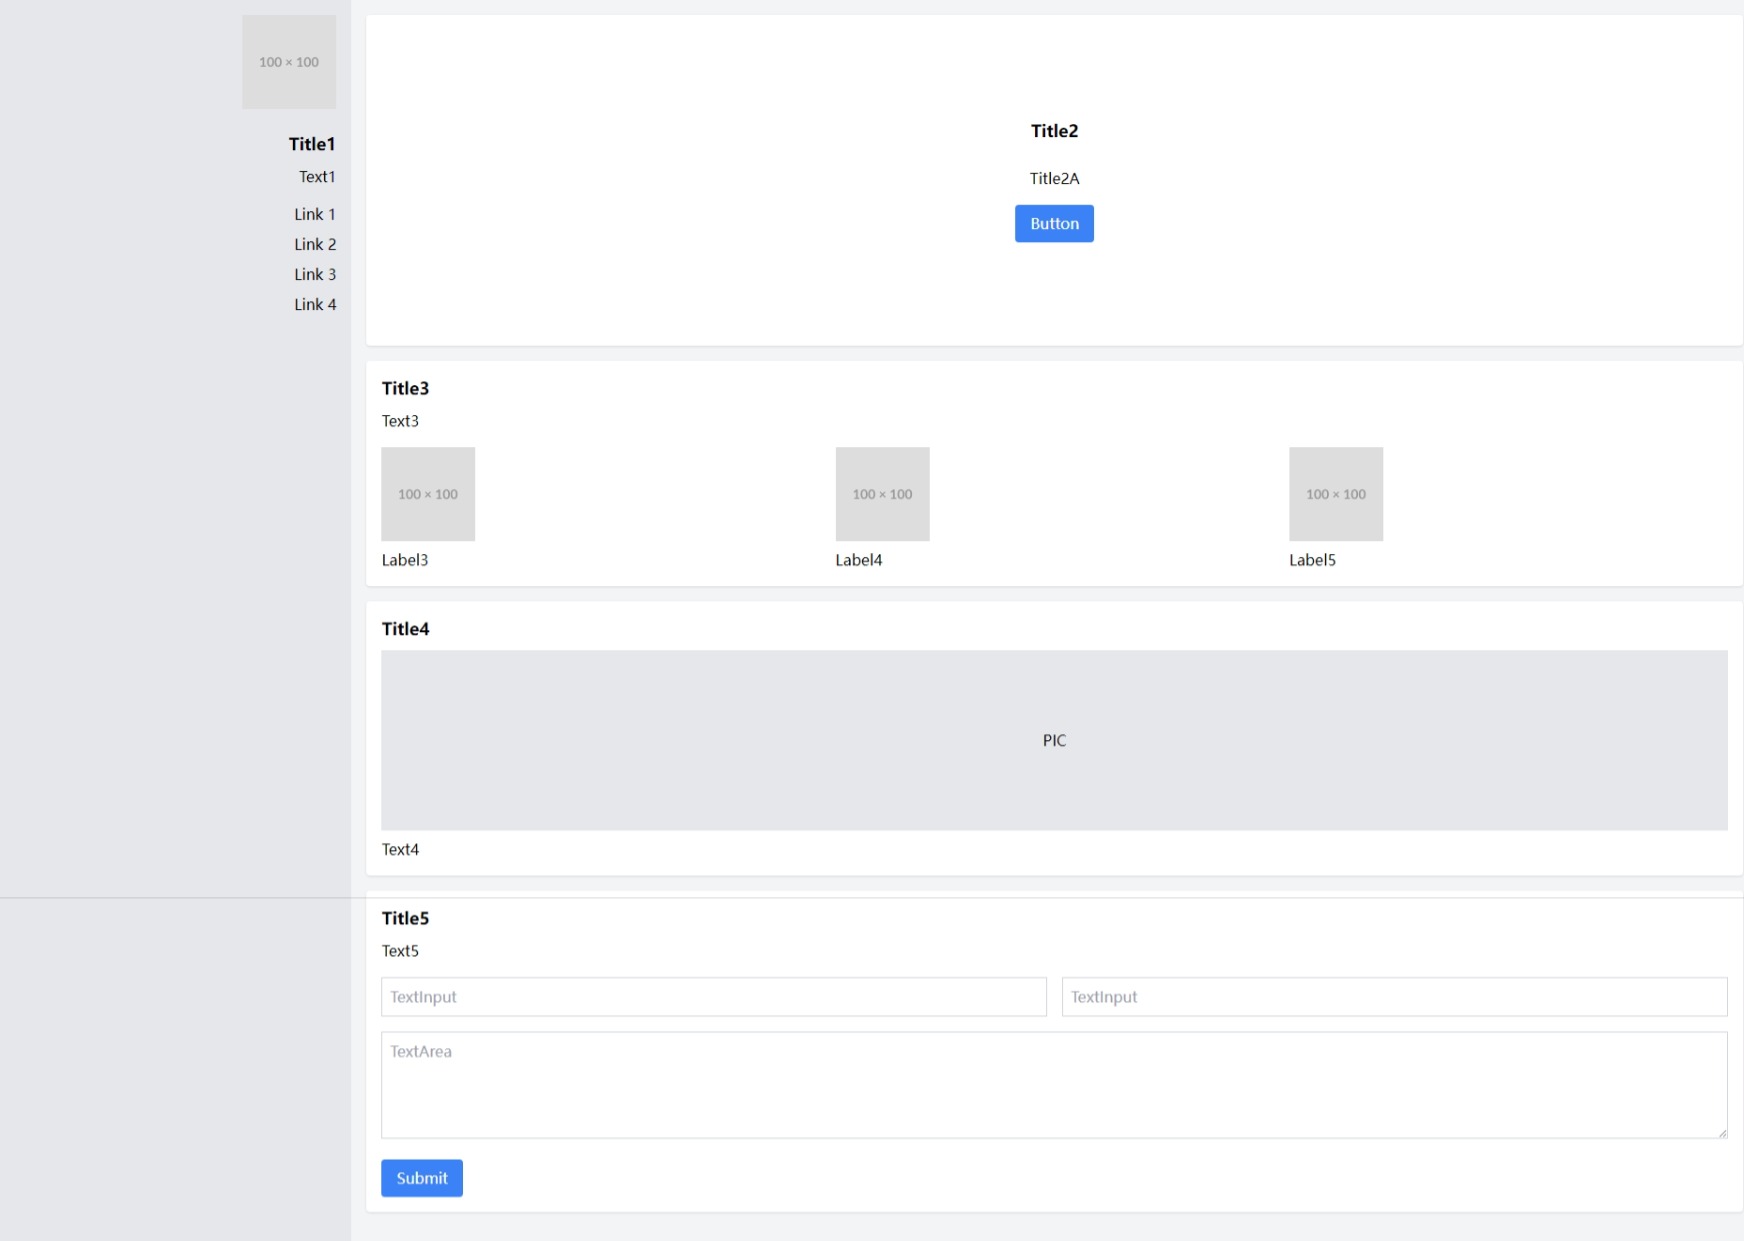 100 × 100
Title1
Text1
Link 1
Link 2
Link 3
Link 4
Title2
Title2A
Button
Title3
Text3
100 × 100
100 × 100
100 × 100
Label3
Label4
Label5
Title4
PIC
Text4
Title5
Text5
TextInput
TextInput
TextArea
Submit